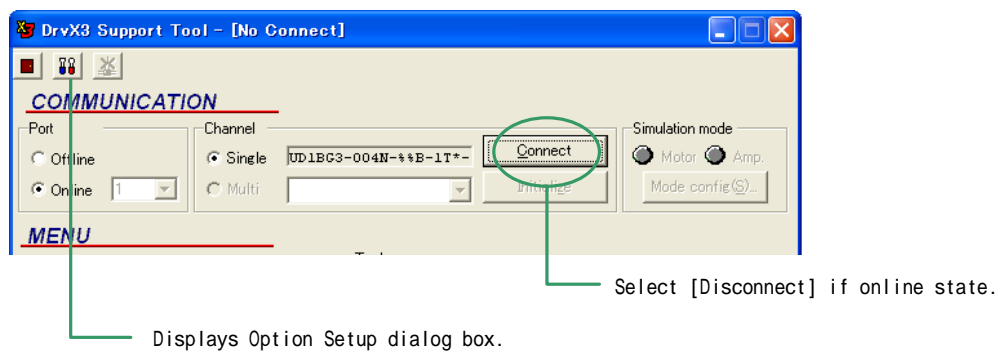 DrvX3 Support Tool - [No Connect]
COMMUNICATION
Port
Channel
Simulation mode
Offline
Single
UD1BG3-004N-%%B-1T*-
Connect
Motor
Amp.
Online
1
Multi
Initialize
Mode config(S)...
MENU
Select [Disconnect] if online state.
Displays Option Setup dialog box.